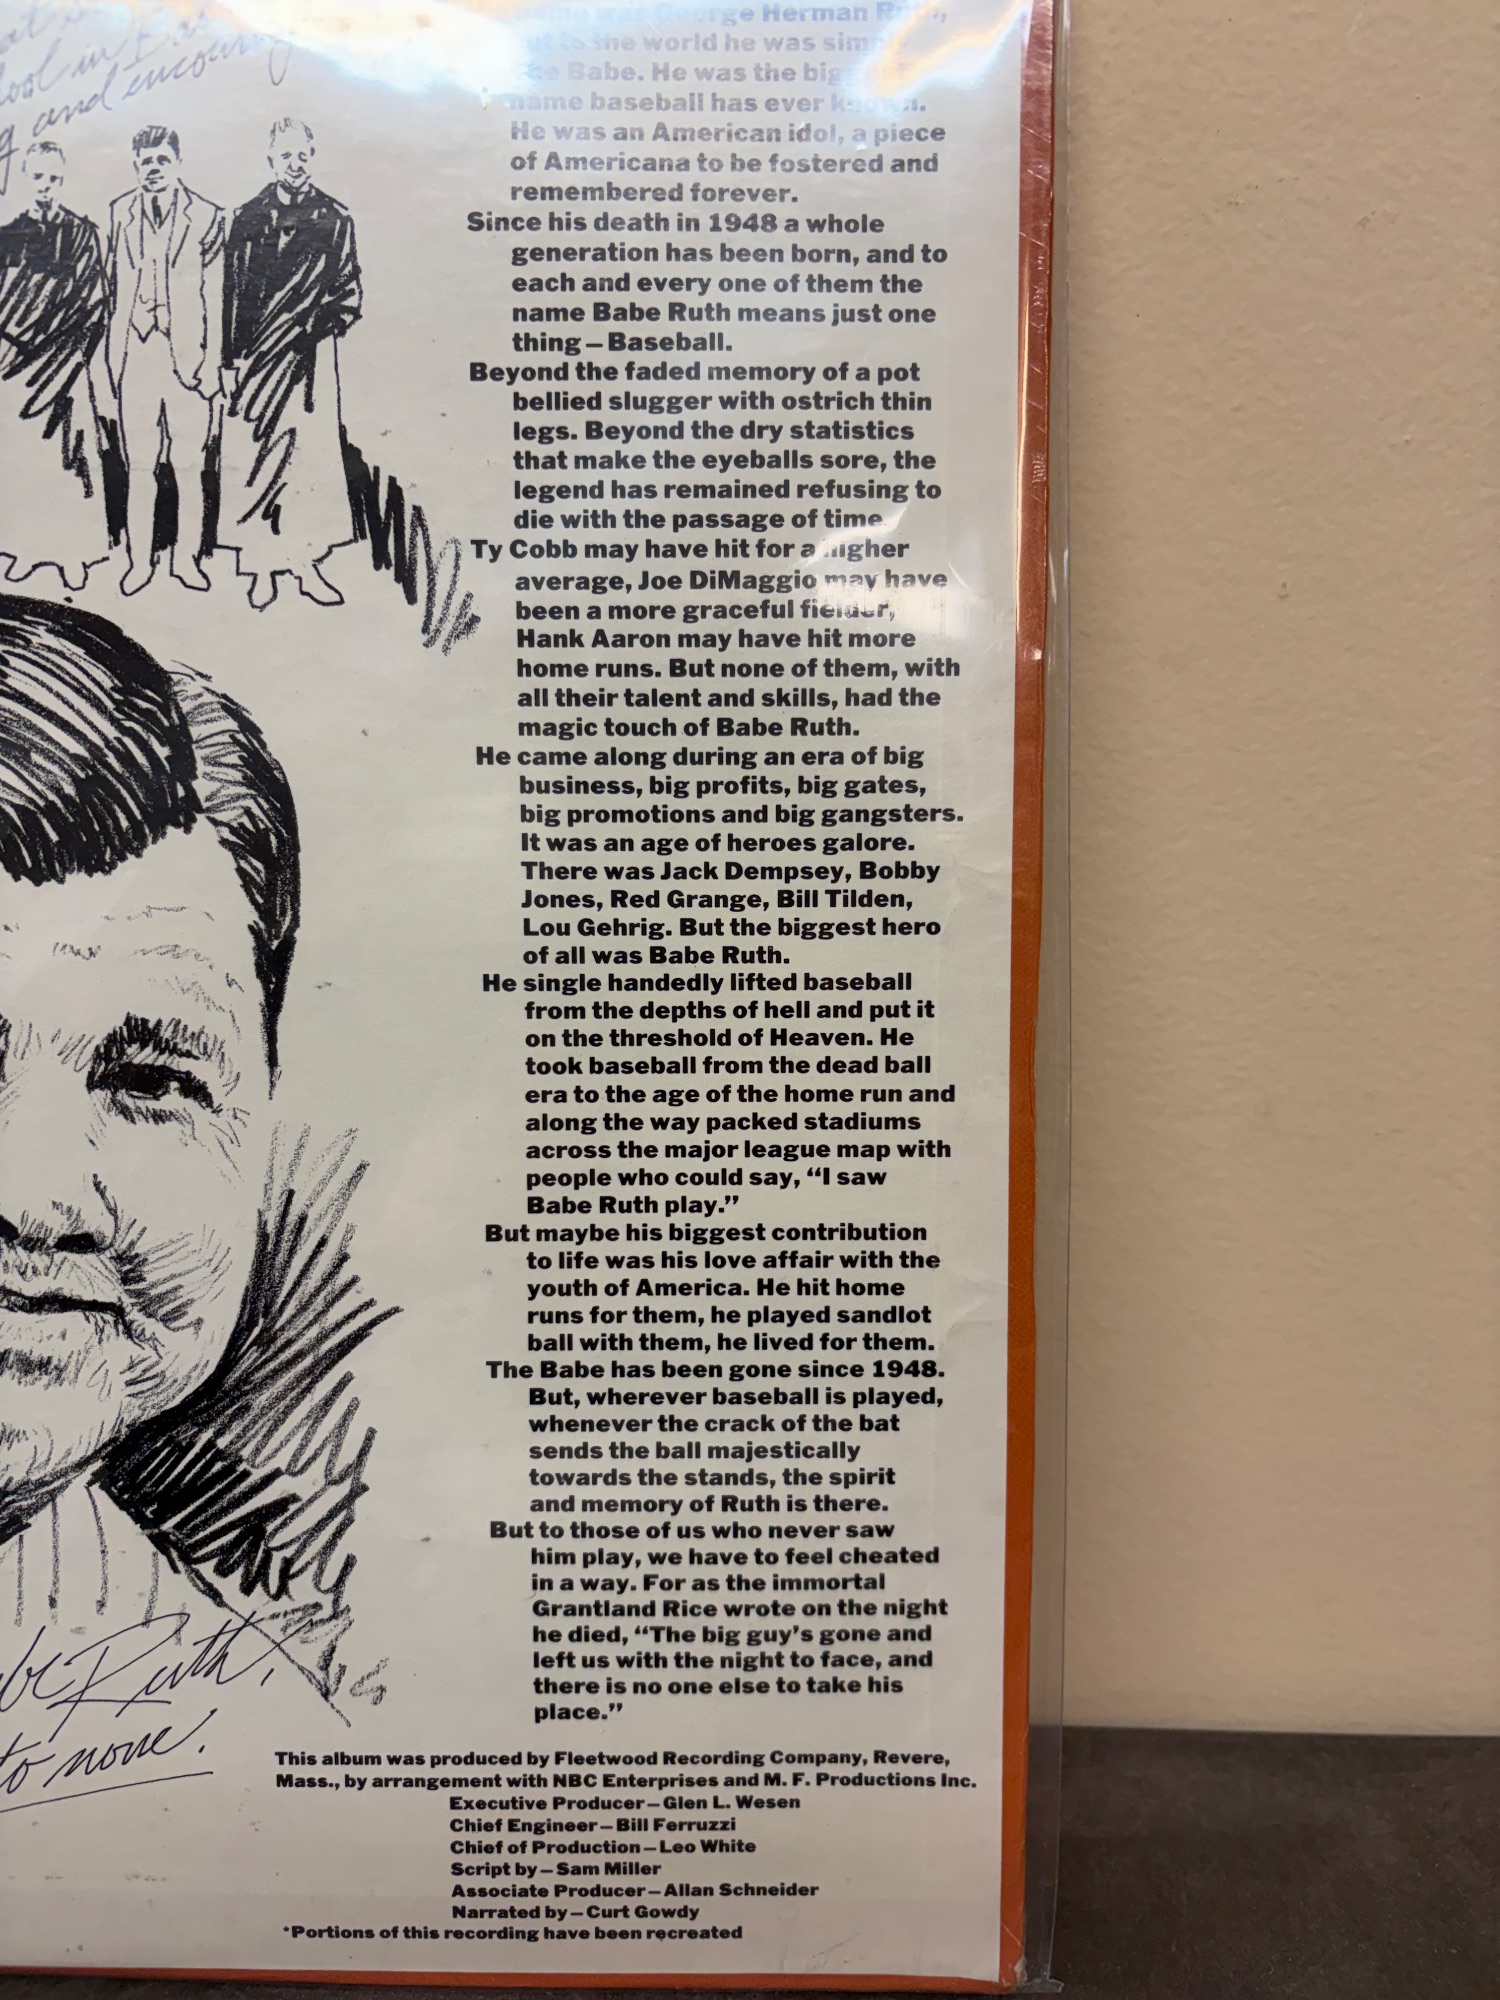 ool in
g and encoura
name was George Herman Ruth,
but to the world he was simply
the Babe. He was the biggest
name baseball has ever known.
He was an American idol, a piece
of Americana to be fostered and
remembered forever.
Since his death in 1948 a whole
generation has been born, and to
each and every one of them the
name Babe Ruth means just one
thing—Baseball.
Beyond the faded memory of a pot
bellied slugger with ostrich thin
legs. Beyond the dry statistics
that make the eyeballs sore, the
legend has remained refusing to
die with the passage of time.
Ty Cobb may have hit for a higher
average, Joe DiMaggio may have
been a more graceful fielder,
Hank Aaron may have hit more
home runs. But none of them, with
all their talent and skills, had the
magic touch of Babe Ruth.
He came along during an era of big
business, big profits, big gates,
big promotions and big gangsters.
It was an age of heroes galore.
There was Jack Dempsey, Bobby
Jones, Red Grange, Bill Tilden,
Lou Gehrig. But the biggest hero
of all was Babe Ruth.
He single handedly lifted baseball
from the depths of hell and put it
on the threshold of Heaven. He
took baseball from the dead ball
era to the age of the home run and
along the way packed stadiums
across the major league map with
people who could say, “I saw
Babe Ruth play.”
But maybe his biggest contribution
to life was his love affair with the
youth of America. He hit home
runs for them, he played sandlot
ball with them, he lived for them.
The Babe has been gone since 1948.
But, wherever baseball is played,
whenever the crack of the bat
sends the ball majestically
towards the stands, the spirit
and memory of Ruth is there.
But to those of us who never saw
him play, we have to feel cheated
in a way. For as the immortal
Grantland Rice wrote on the night
he died, “The big guy's gone and
left us with the night to face, and
there is no one else to take his
place.”
be Ruth,
to none.
This album was produced by Fleetwood Recording Company, Revere,
Mass., by arrangement with NBC Enterprises and M. F. Productions Inc.
Executive Producer—Glen L. Wesen
Chief Engineer—Bill Ferruzzi
Chief of Production—Leo White
Script by—Sam Miller
Associate Producer—Allan Schneider
Narrated by—Curt Gowdy
*Portions of this recording have been recreated